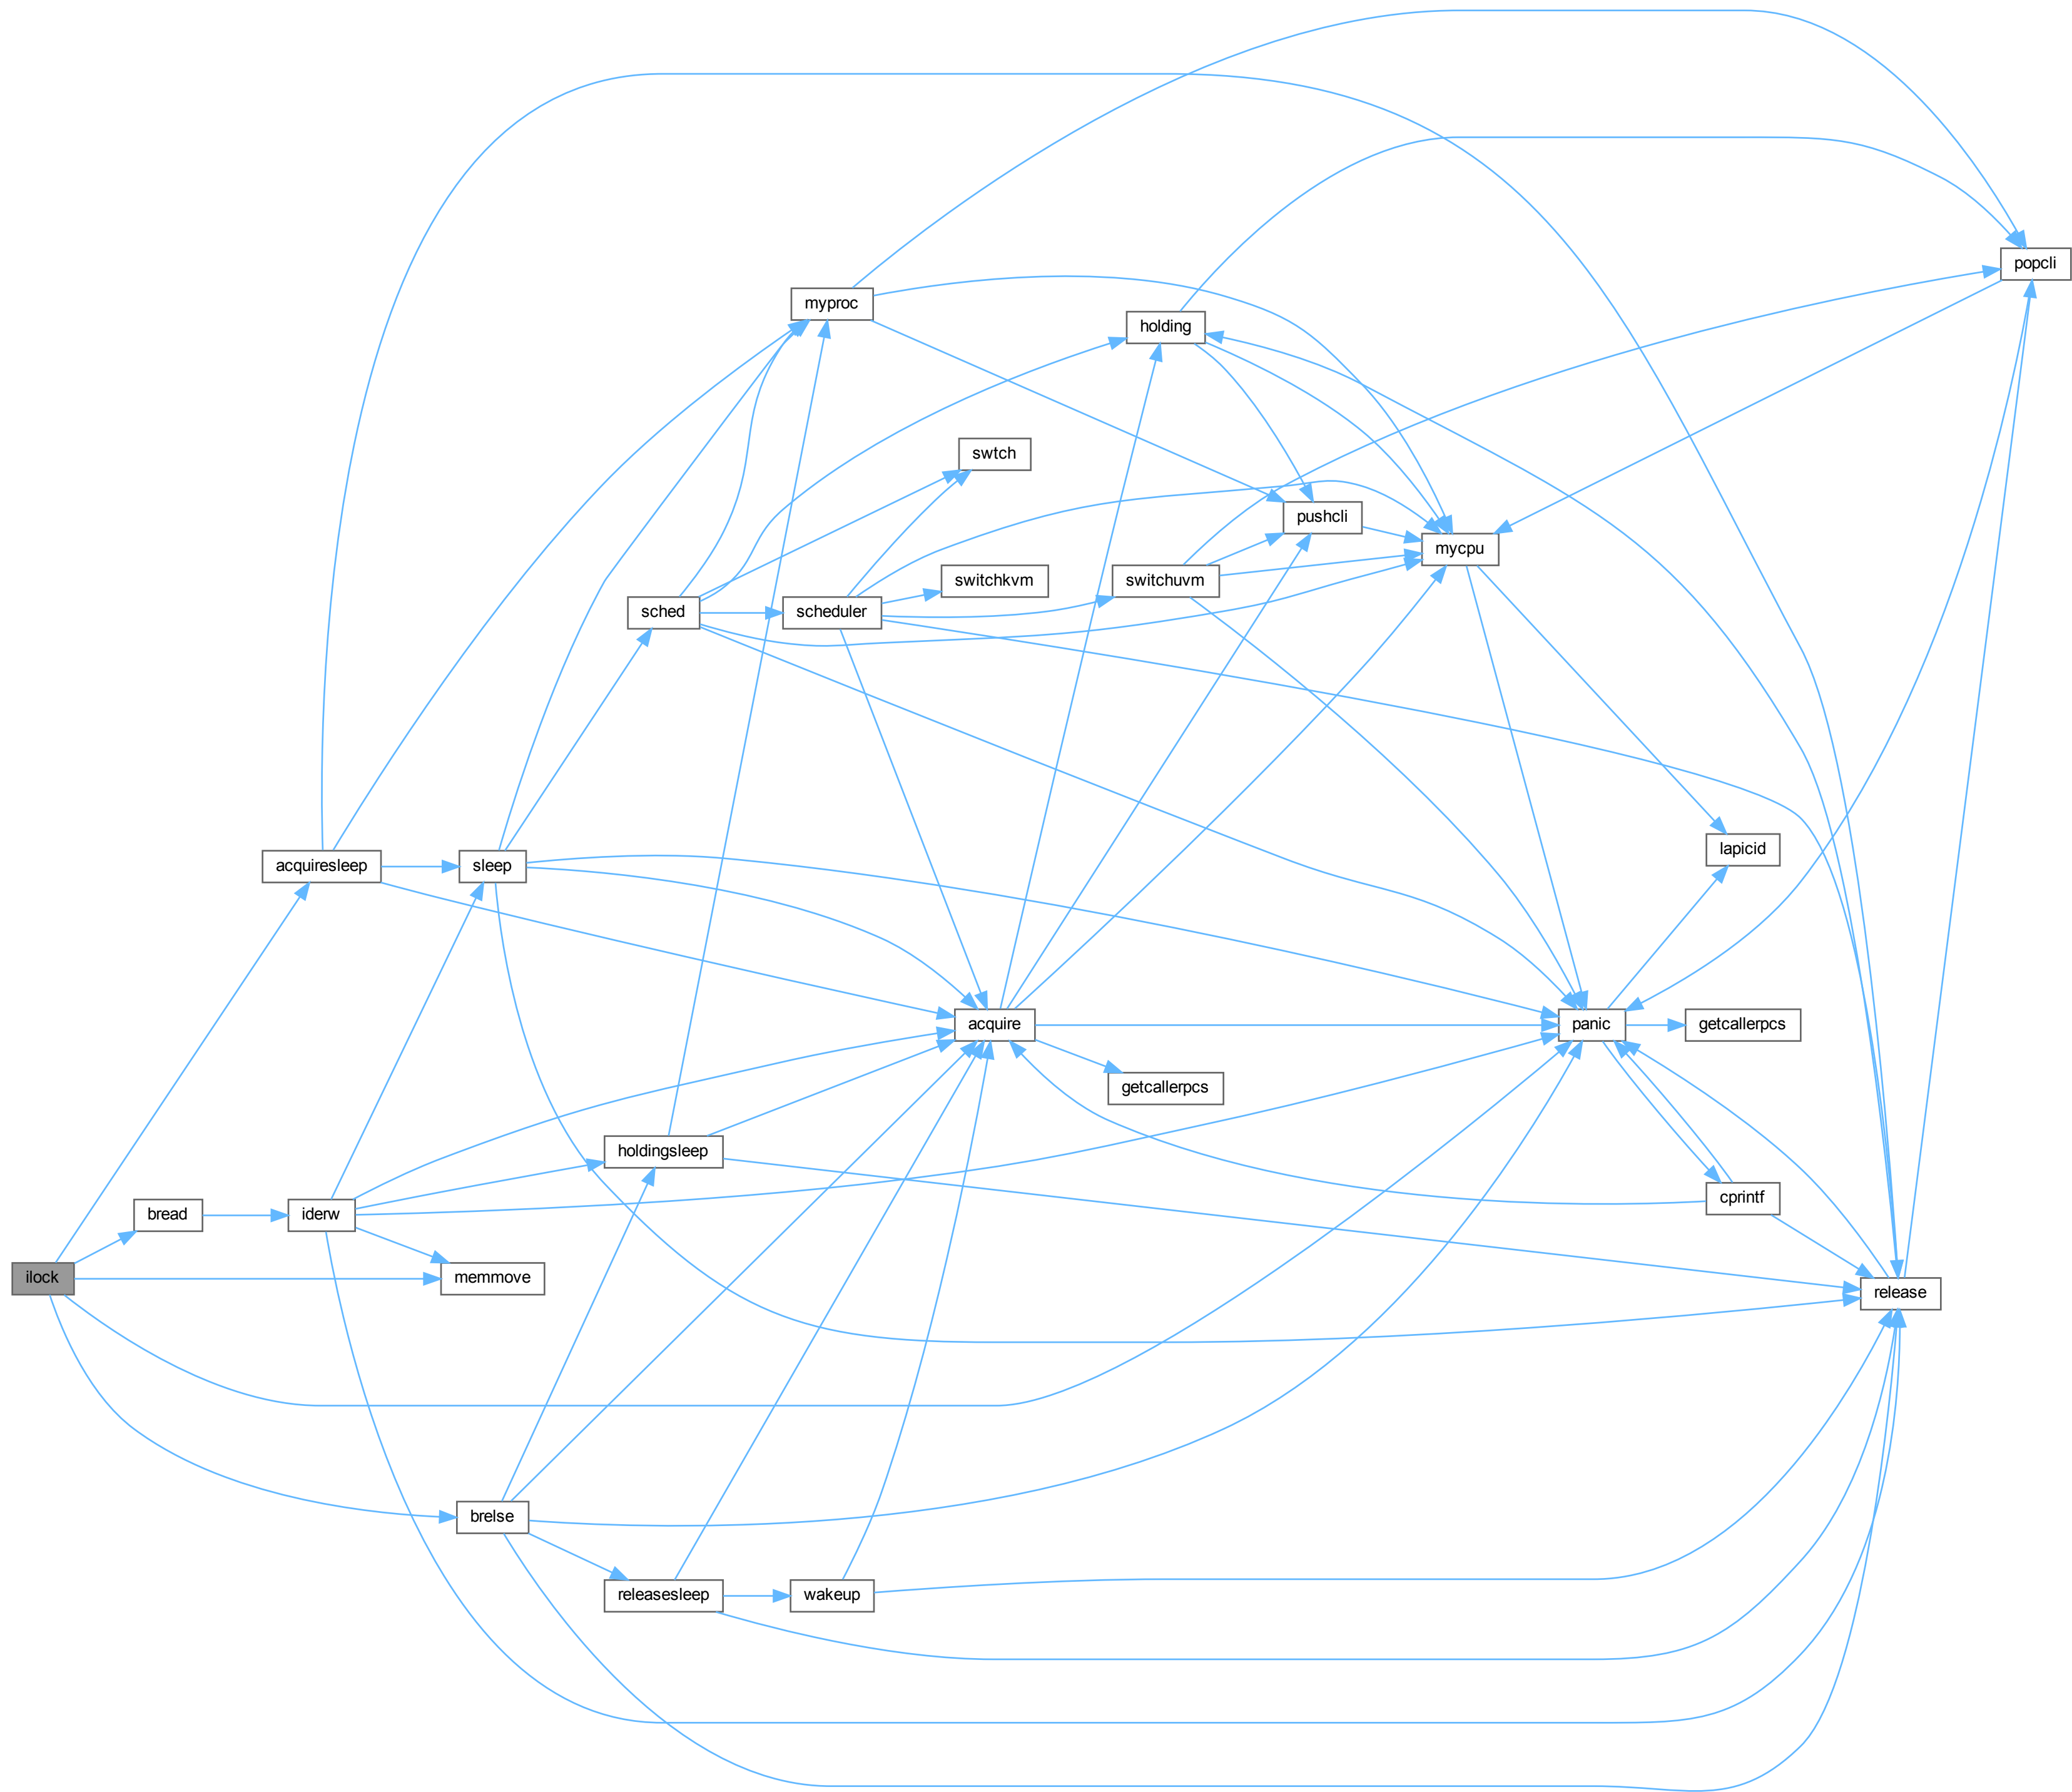 popcli
myproc
holding
swtch
pushcli
mycpu
switchkvm
switchuvm
sched
scheduler
lapicid
acquiresleep
sleep
acquire
panic
getcallerpcs
getcallerpcs
holdingsleep
cprintf
bread
iderw
ilock
memmove
release
brelse
releasesleep
wakeup